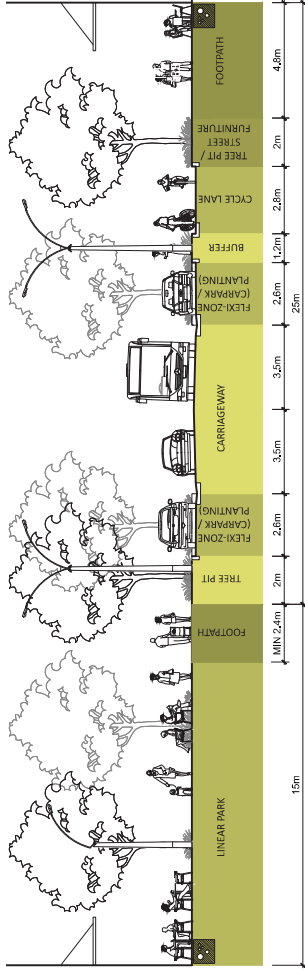 LINEAR PARK
FOOTPATH
TREE PIT
FLEXI-ZONE
(CARPARK /
PLANTING)
CARRIAGEWAY
FLEXI-ZONE
(CARPARK /
PLANTING)
BUFFER
CYCLE LANE
TREE PIT /
STREET
FURNITURE
FOOTPATH
MIN 2.4m
2m
2.6m
3.5m
3.5m
2.6m
1.2m
2.8m
2m
4.8m
15m
25m